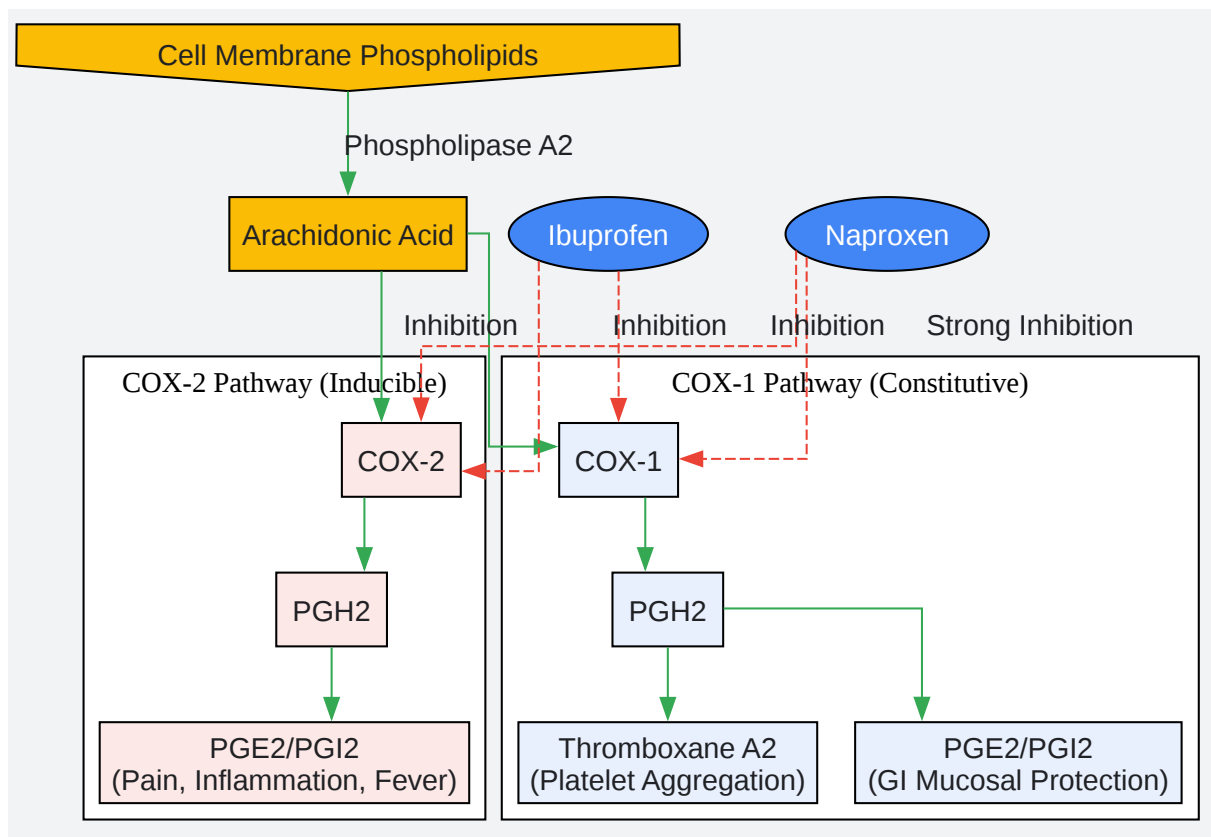 Cell Membrane Phospholipids
Phospholipase A2
Arachidonic Acid
Ibuprofen
Naproxen
Inhibition
Inhibition
Inhibition
Strong Inhibition
COX-2 Pathway (Inducible)
COX-1 Pathway (Constitutive)
COX-2
COX-1
PGH2
PGH2
PGE2/PGI2
(Pain, Inflammation, Fever)
Thromboxane A2
(Platelet Aggregation)
PGE2/PGI2
(GI Mucosal Protection)